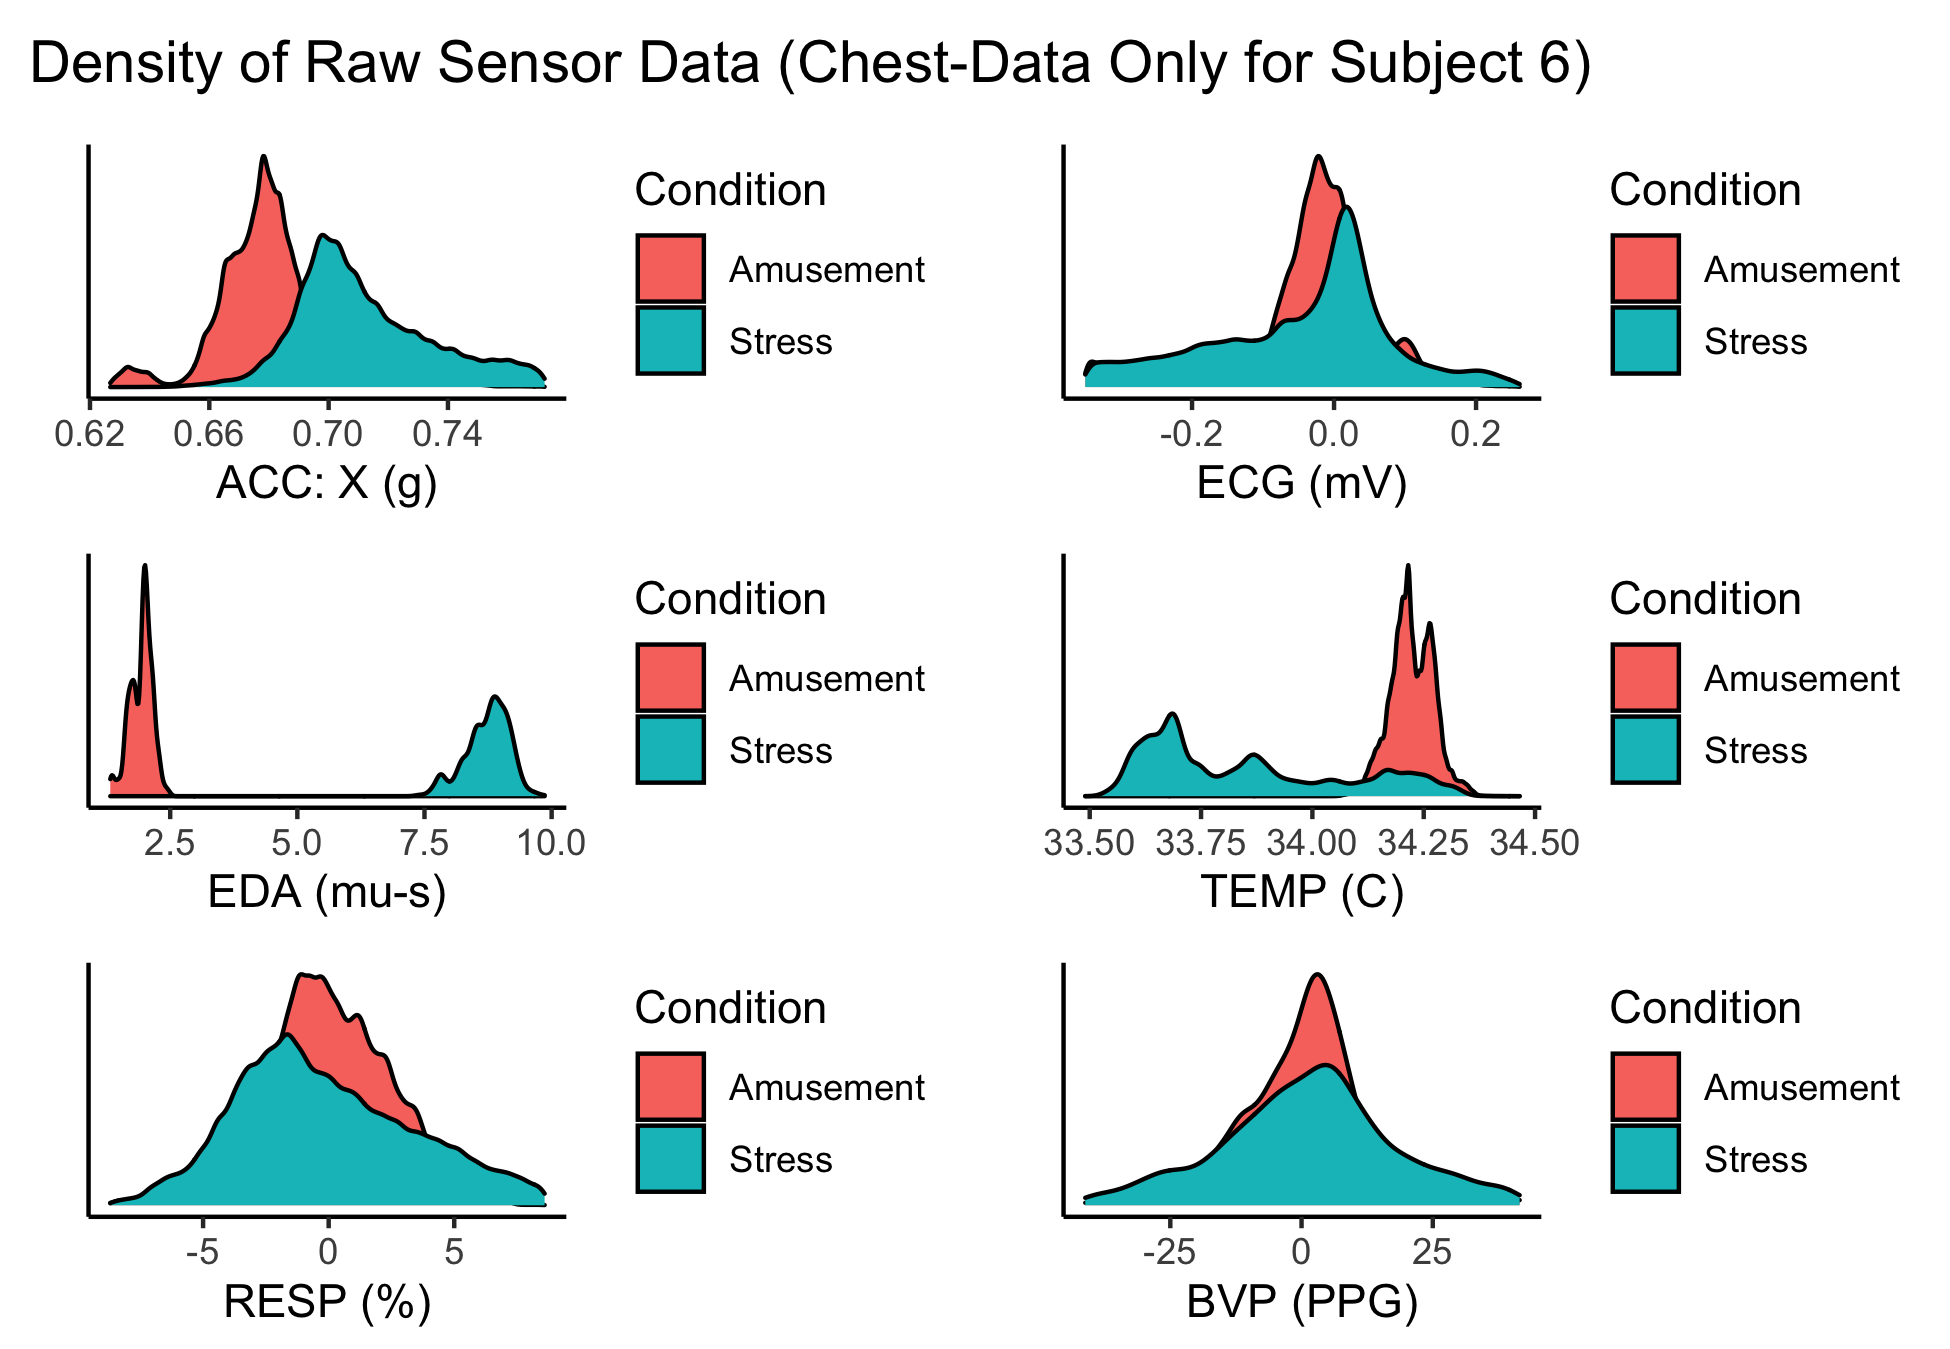 Density of Raw Sensor Data (Chest-Data Only for Subject 6)
Condition
Amusement
Stress
0.62 0.66 0.70 0.74
ACC: X (g)
Condition
Amusement
Stress
-0.2 0.0 0.2
ECG (mV)
Condition
Amusement
Stress
2.5 5.0 7.5 10.0
EDA (mu-s)
Condition
Amusement
Stress
33.50 33.75 34.00 34.25 34.50
TEMP (C)
Condition
Amusement
Stress
-5 0 5
RESP (%)
Condition
Amusement
Stress
-25 0 25
BVP (PPG)